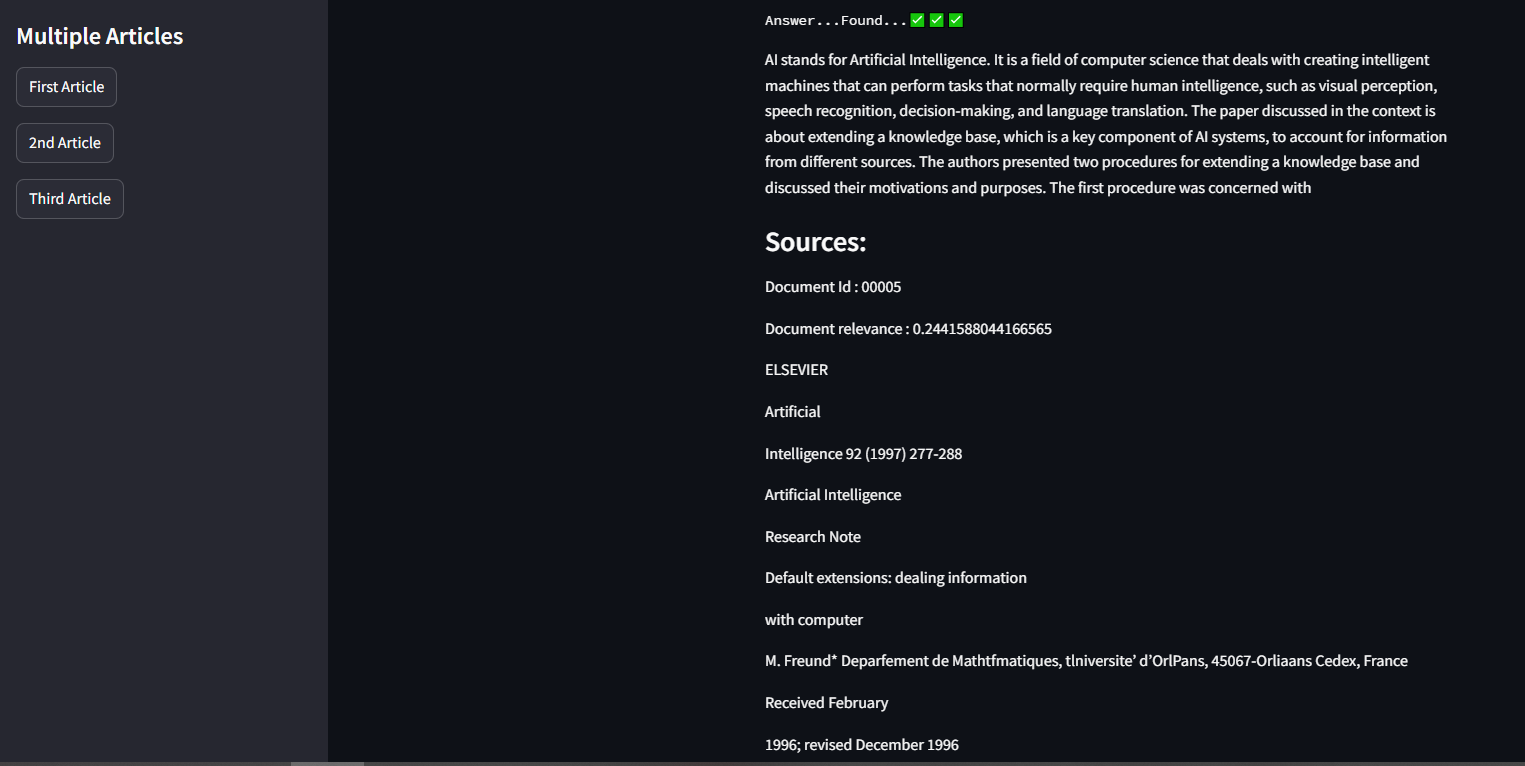 Multiple Articles
First Article
2nd Article
Third Article
Answer...Found...✅ ✅ ✅
AI stands for Artificial Intelligence. It is a field of computer science that deals with creating intelligent
machines that can perform tasks that normally require human intelligence, such as visual perception,
speech recognition, decision-making, and language translation. The paper discussed in the context is
about extending a knowledge base, which is a key component of AI systems, to account for information
from different sources. The authors presented two procedures for extending a knowledge base and
discussed their motivations and purposes. The first procedure was concerned with
Sources:
Document Id : 00005
Document relevance : 0.2441588044166565
ELSEVIER
Artificial
Intelligence 92 (1997) 277-288
Artificial Intelligence
Research Note
Default extensions: dealing information
with computer
M. Freund* Deparfement de Mathtfmatiques, tlniversite’ d’OrlPans, 45067-Orliaans Cedex, France
Received February
1996; revised December 1996